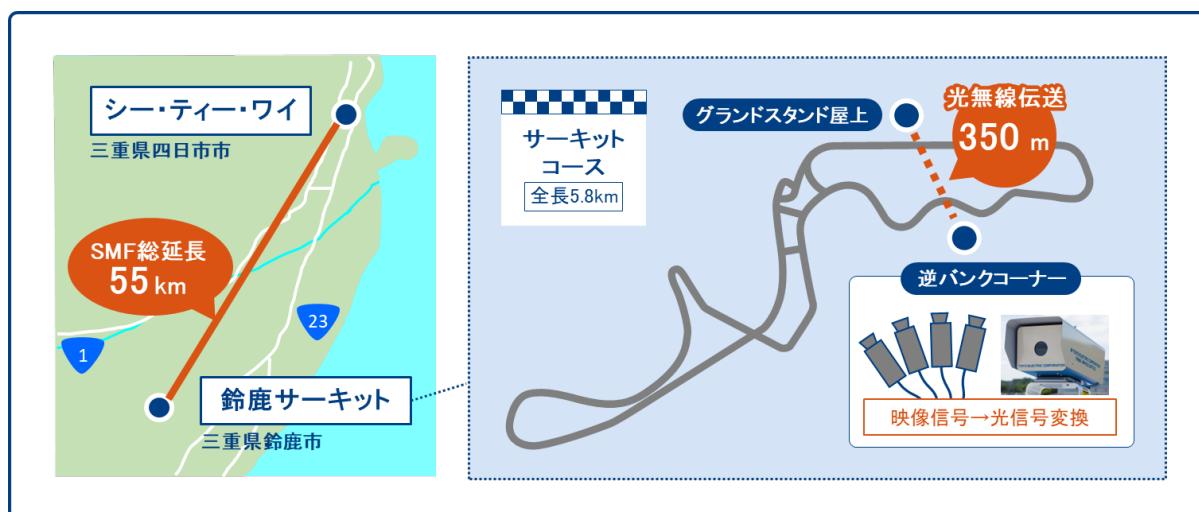 シー・ティー・ワイ
三重県四日市市
SMF総延長
55 km
1
23
鈴鹿サーキット
三重県鈴鹿市
サーキット
コース
全長5.8km
グランドスタンド屋上
光無線伝送
350 m
逆バンクコーナー
映像信号→光信号変換